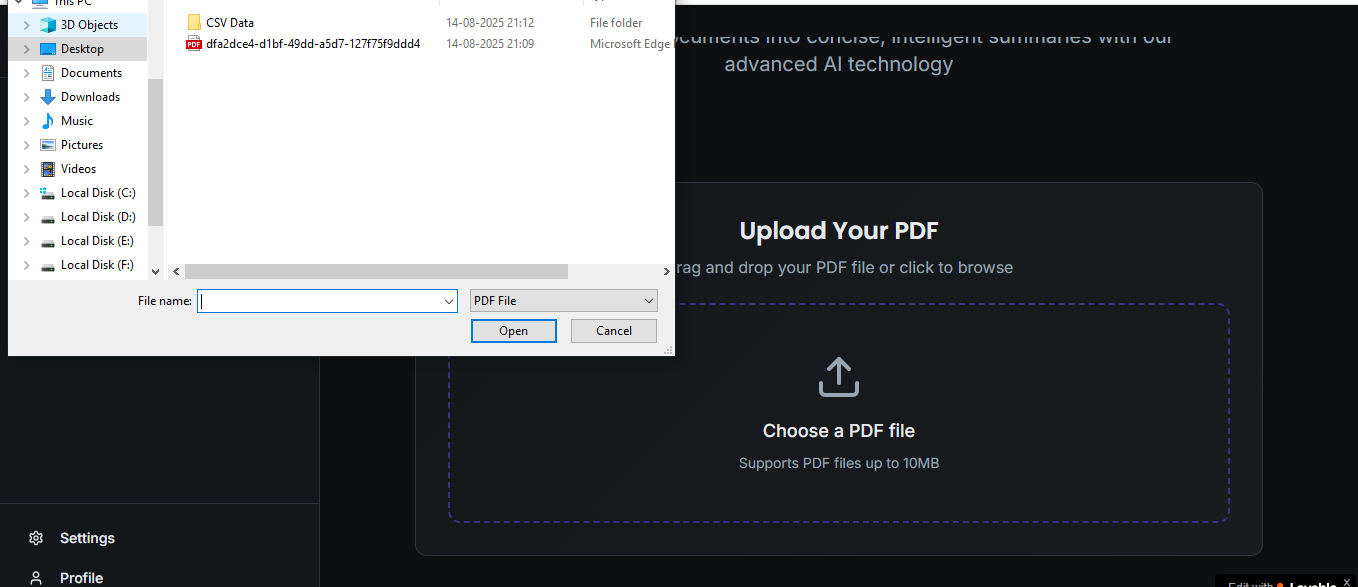 This PC
3D Objects
Desktop
Documents
Downloads
Music
Pictures
Videos
Local Disk (C:)
Local Disk (D:)
Local Disk (E:)
Local Disk (F:)
CSV Data 14-08-2025 21:12 File folder
PDF dfa2dce4-d1bf-49dd-a5d7-127f75f9ddd4 14-08-2025 21:09 Microsoft Edge
File name:
PDF File
Open Cancel
into concise, intelligent summaries with our
advanced AI technology
Upload Your PDF
rag and drop your PDF file or click to browse
Choose a PDF file
Supports PDF files up to 10MB
Settings
Profile
Edit with Lovable